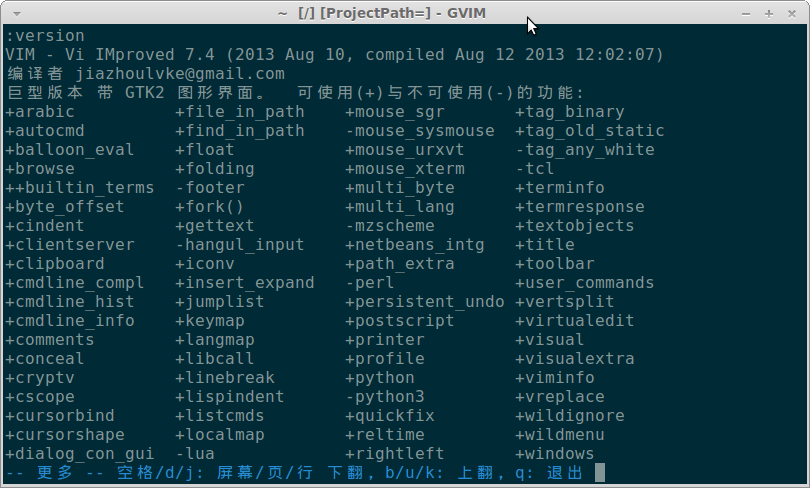 ~ [/] [ProjectPath=] - GVIM
:version
VIM - Vi IMproved 7.4 (2013 Aug 10, compiled Aug 12 2013 12:02:07)
编译者 jiazhoulvke@gmail.com
巨型版本 带 GTK2 图形界面。  可使用(+)与不可使用(-)的功能:
+arabic          +file_in_path    +mouse_sgr       +tag_binary
+autocmd         +find_in_path    -mouse_sysmouse  +tag_old_static
+balloon_eval    +float           +mouse_urxvt     -tag_any_white
+browse          +folding         +mouse_xterm     -tcl
++builtin_terms  -footer          +multi_byte      +terminfo
+byte_offset     +fork()          +multi_lang      +termresponse
+cindent         +gettext         -mzscheme        +textobjects
+clientserver    -hangul_input    +netbeans_intg   +title
+clipboard       +iconv           +path_extra      +toolbar
+cmdline_compl   +insert_expand   -perl            +user_commands
+cmdline_hist    +jumplist        +persistent_undo +vertsplit
+cmdline_info    +keymap          +postscript      +virtualedit
+comments        +langmap         +printer         +visual
+conceal         +libcall         +profile         +visualextra
+cryptv          +linebreak       +python          +viminfo
+cscope          +lispindent      -python3         +vreplace
+cursorbind      +listcmds        +quickfix        +wildignore
+cursorshape     +localmap        +reltime         +wildmenu
+dialog_con_gui  -lua             +rightleft       +windows
-- 更多 -- 空格/d/j: 屏幕/页/行 下翻, b/u/k: 上翻, q: 退出